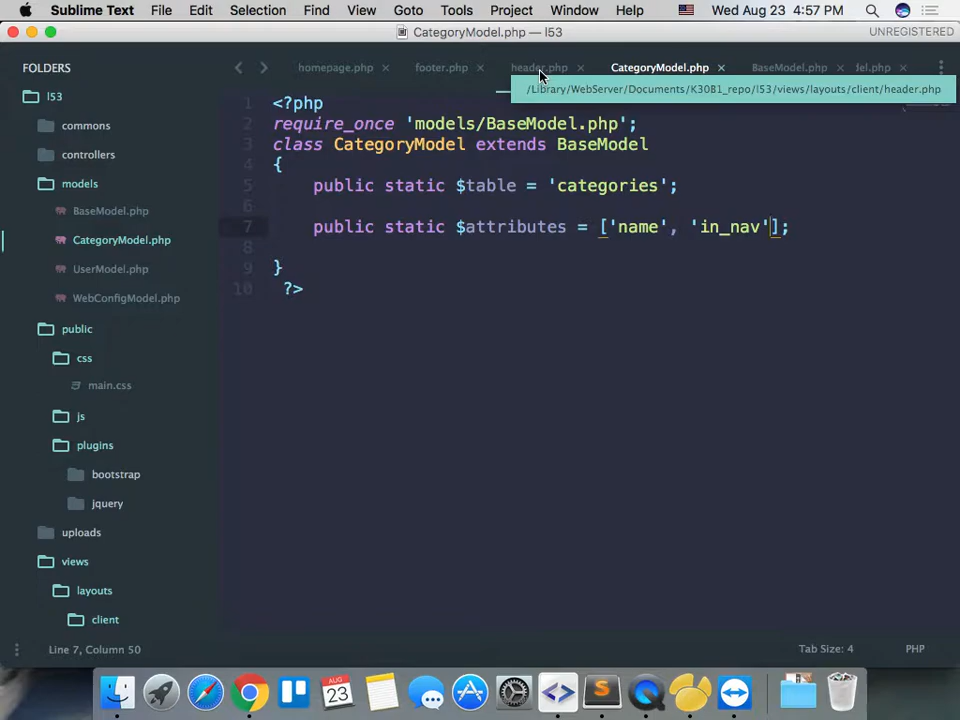 Sublime Text File Edit Selection Find View Goto Tools Project Window Help Wed Aug 23 4:57 PM
CategoryModel.php — l53 UNREGISTERED
FOLDERS
homepage.php footer.php header.php CategoryModel.php BaseModel.php
/Library/WebServer/Documents/K30B1_repo/l53/views/layouts/client/header.php
l53
commons
controllers
models
BaseModel.php
CategoryModel.php
UserModel.php
WebConfigModel.php
public
css
main.css
js
plugins
bootstrap
jquery
uploads
views
layouts
client
1 <?php
2 require_once 'models/BaseModel.php';
3 class CategoryModel extends BaseModel
4 {
5 public static $table = 'categories';
6
7 public static $attributes = ['name', 'in_nav'];
8
9 }
10 ?>
Line 7, Column 50 Tab Size: 4 PHP
AUG
23